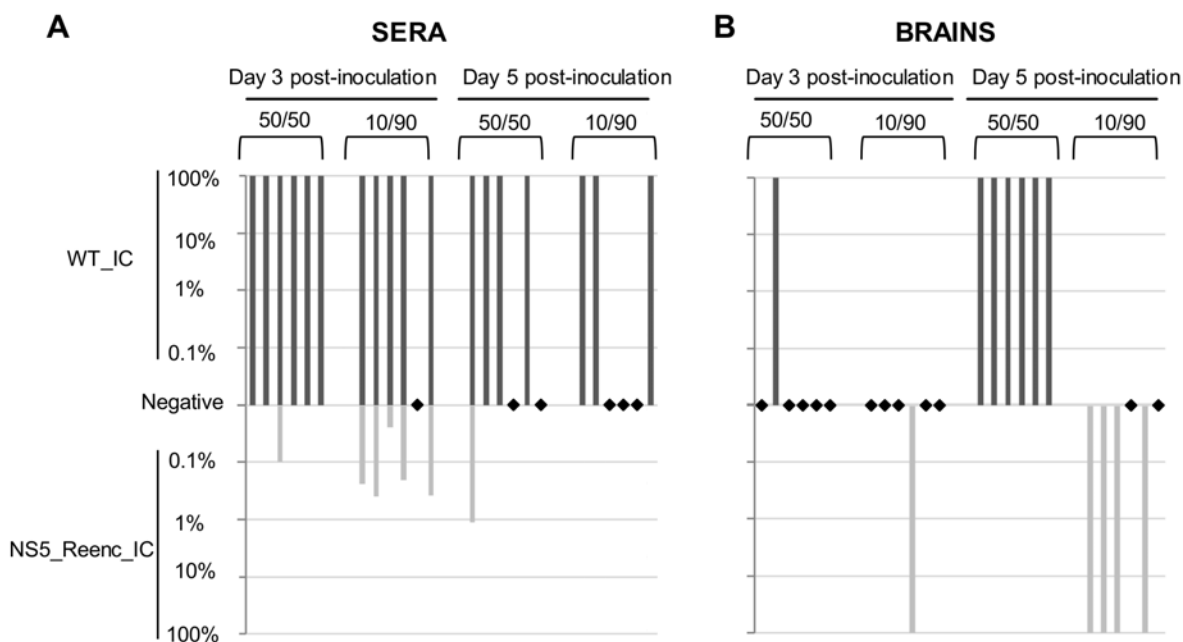 A
SERA
Day 3 post-inoculation
Day 5 post-inoculation
50/50
10/90
50/50
10/90
WT_IC
100%
10%
1%
0.1%
Negative
NS5_Reenc_IC
0.1%
1%
10%
100%
B
BRAINS
Day 3 post-inoculation
Day 5 post-inoculation
50/50
10/90
50/50
10/90